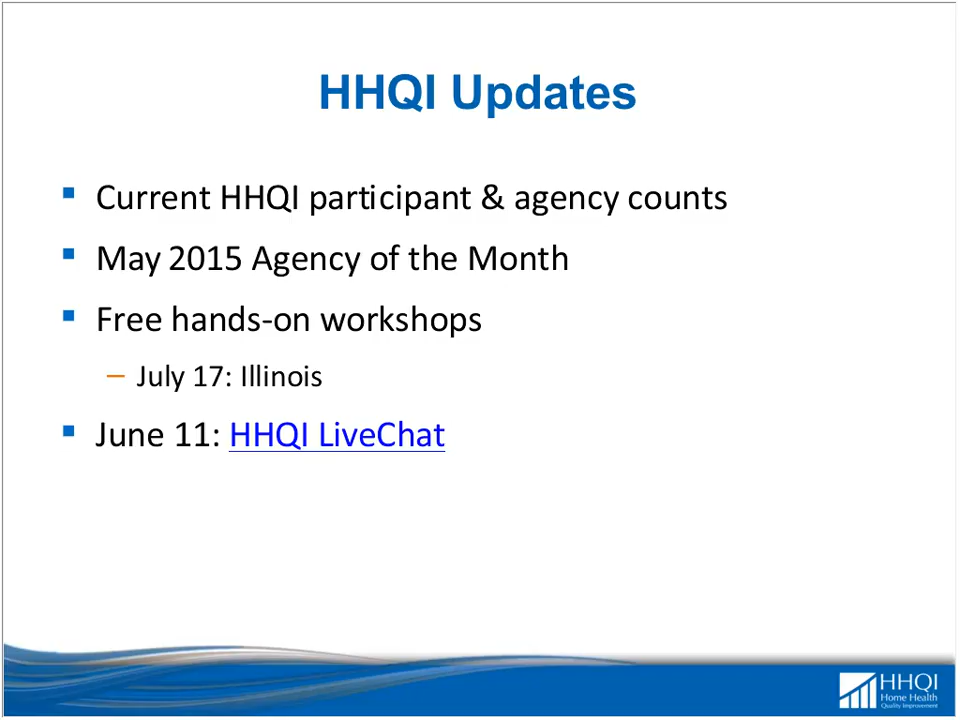 HHQI Updates
▪ Current HHQI participant & agency counts
▪ May 2015 Agency of the Month
▪ Free hands-on workshops
– July 17: Illinois
▪ June 11: HHQI LiveChat
HHQI
Home Health
Quality Improvement